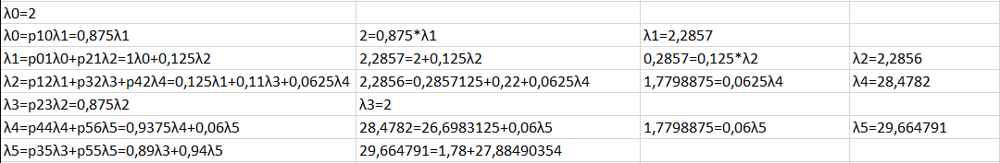 λ0=2
λ0=p10λ1=0,875λ1 2=0,875*λ1 λ1=2,2857
λ1=p01λ0+p21λ2=1λ0+0,125λ2 2,2857=2+0,125λ2 0,2857=0,125*λ2 λ2=2,2856
λ2=p12λ1+p32λ3+p42λ4=0,125λ1+0,11λ3+0,0625λ4 2,2856=0,2857125+0,22+0,0625λ4 1,7798875=0,0625λ4 λ4=28,4782
λ3=p23λ2=0,875λ2 λ3=2
λ4=p44λ4+p56λ5=0,9375λ4+0,06λ5 28,4782=26,6983125+0,06λ5 1,7798875=0,06λ5 λ5=29,664791
λ5=p35λ3+p55λ5=0,89λ3+0,94λ5 29,664791=1,78+27,88490354